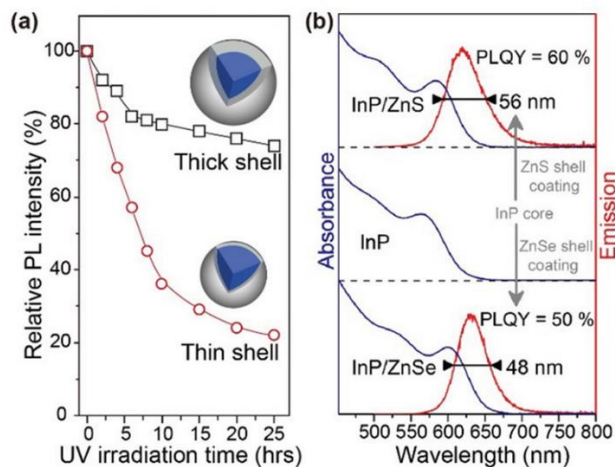 (a)
Relative PL intensity (%)
100
80
60
40
20
0
Thick shell
Thin shell
0 5 10 15 20 25
UV irradiation time (hrs)
(b)
Absorbance
Emission
PLQY = 60 %
InP/ZnS
56 nm
ZnS shell
coating
InP core
InP
ZnSe shell
coating
PLQY = 50 %
InP/ZnSe
48 nm
500 550 600 650 700 750 800
Wavelength (nm)